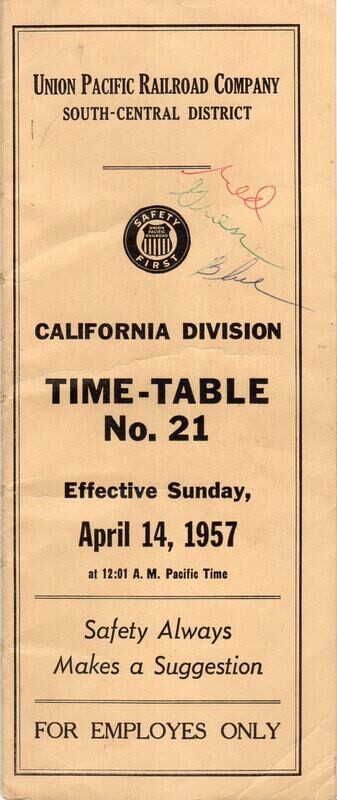 UNION PACIFIC RAILROAD COMPANY
SOUTH-CENTRAL DISTRICT
Red
Green
Blue
SAFETY
UNION
PACIFIC
RAILROAD
FIRST
CALIFORNIA DIVISION
TIME-TABLE
No. 21
Effective Sunday,
April 14, 1957
at 12:01 A. M. Pacific Time
Safety Always
Makes a Suggestion
FOR EMPLOYES ONLY